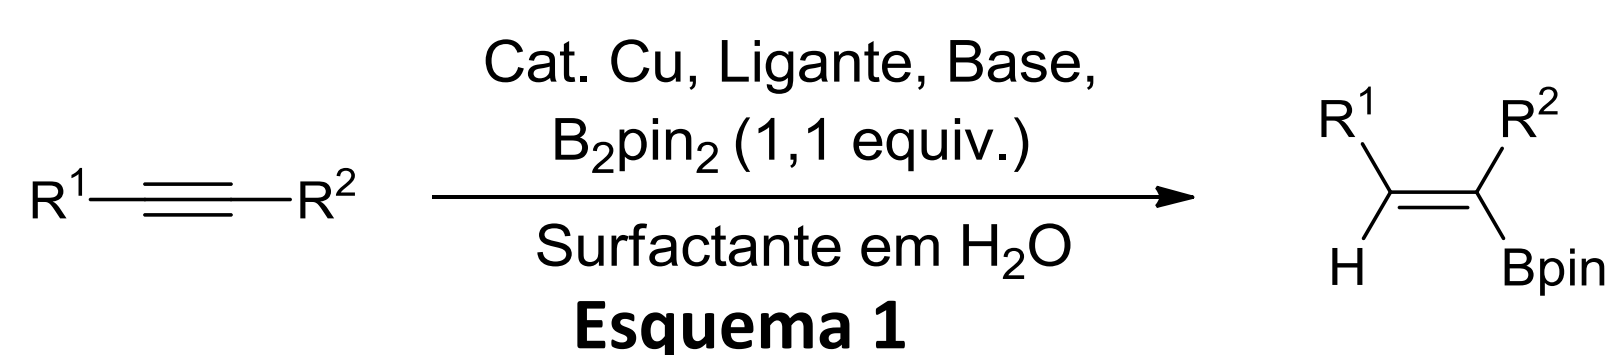 Cat. Cu, Ligante, Base,
B₂pin₂ (1,1 equiv.)
R¹ R²
Surfactante em H₂O
R¹ R²
H Bpin
Esquema 1